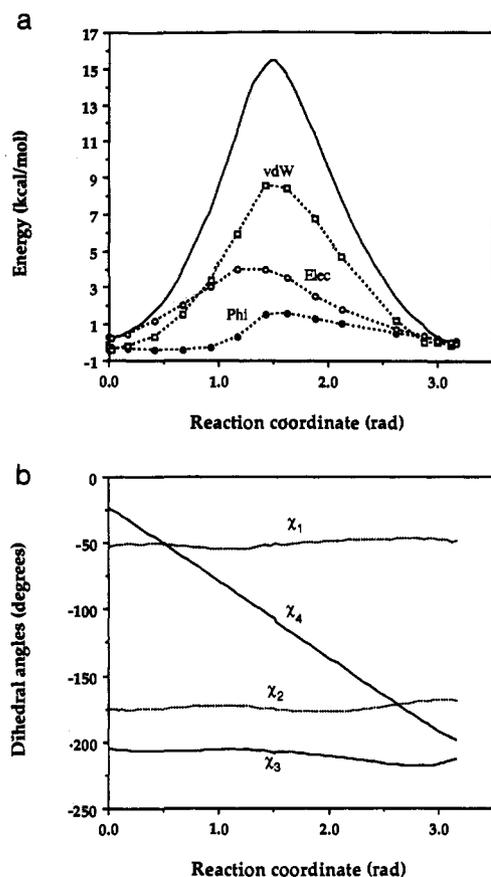 a
17
15
13
11
9
7
5
3
1
-1
Energy (kcal/mol)
vdW
Elec
Phi
0.0 1.0 2.0 3.0
Reaction coordinate (rad)
b
0
-50
-100
-150
-200
-250
Dihedral angles (degrees)
χ1
χ4
χ2
χ3
0.0 1.0 2.0 3.0
Reaction coordinate (rad)